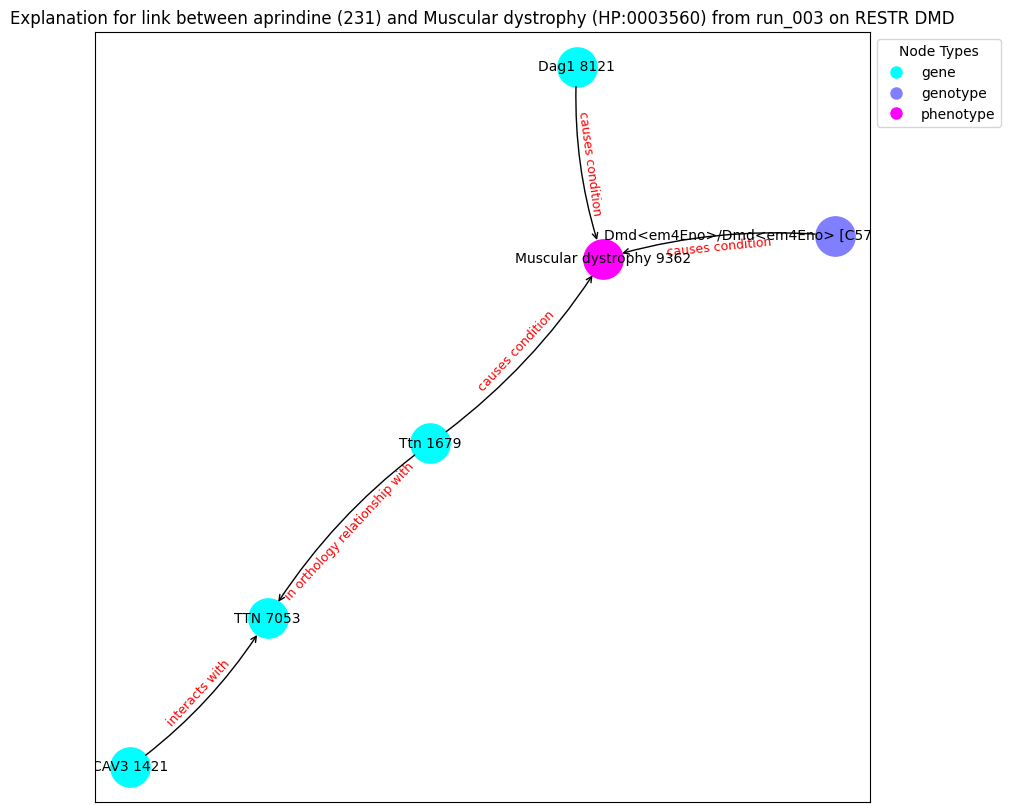 Explanation for link between aprindine (231) and Muscular dystrophy (HP:0003560) from run_003 on RESTR DMD
Node Types
gene
genotype
phenotype
Dag1 8121
causes condition
Dmd<em4Eno>/Dmd<em4Eno> [C57
causes condition
Muscular dystrophy 9362
causes condition
Ttn 1679
in orthology relationship with
TTN 7053
interacts with
CAV3 1421